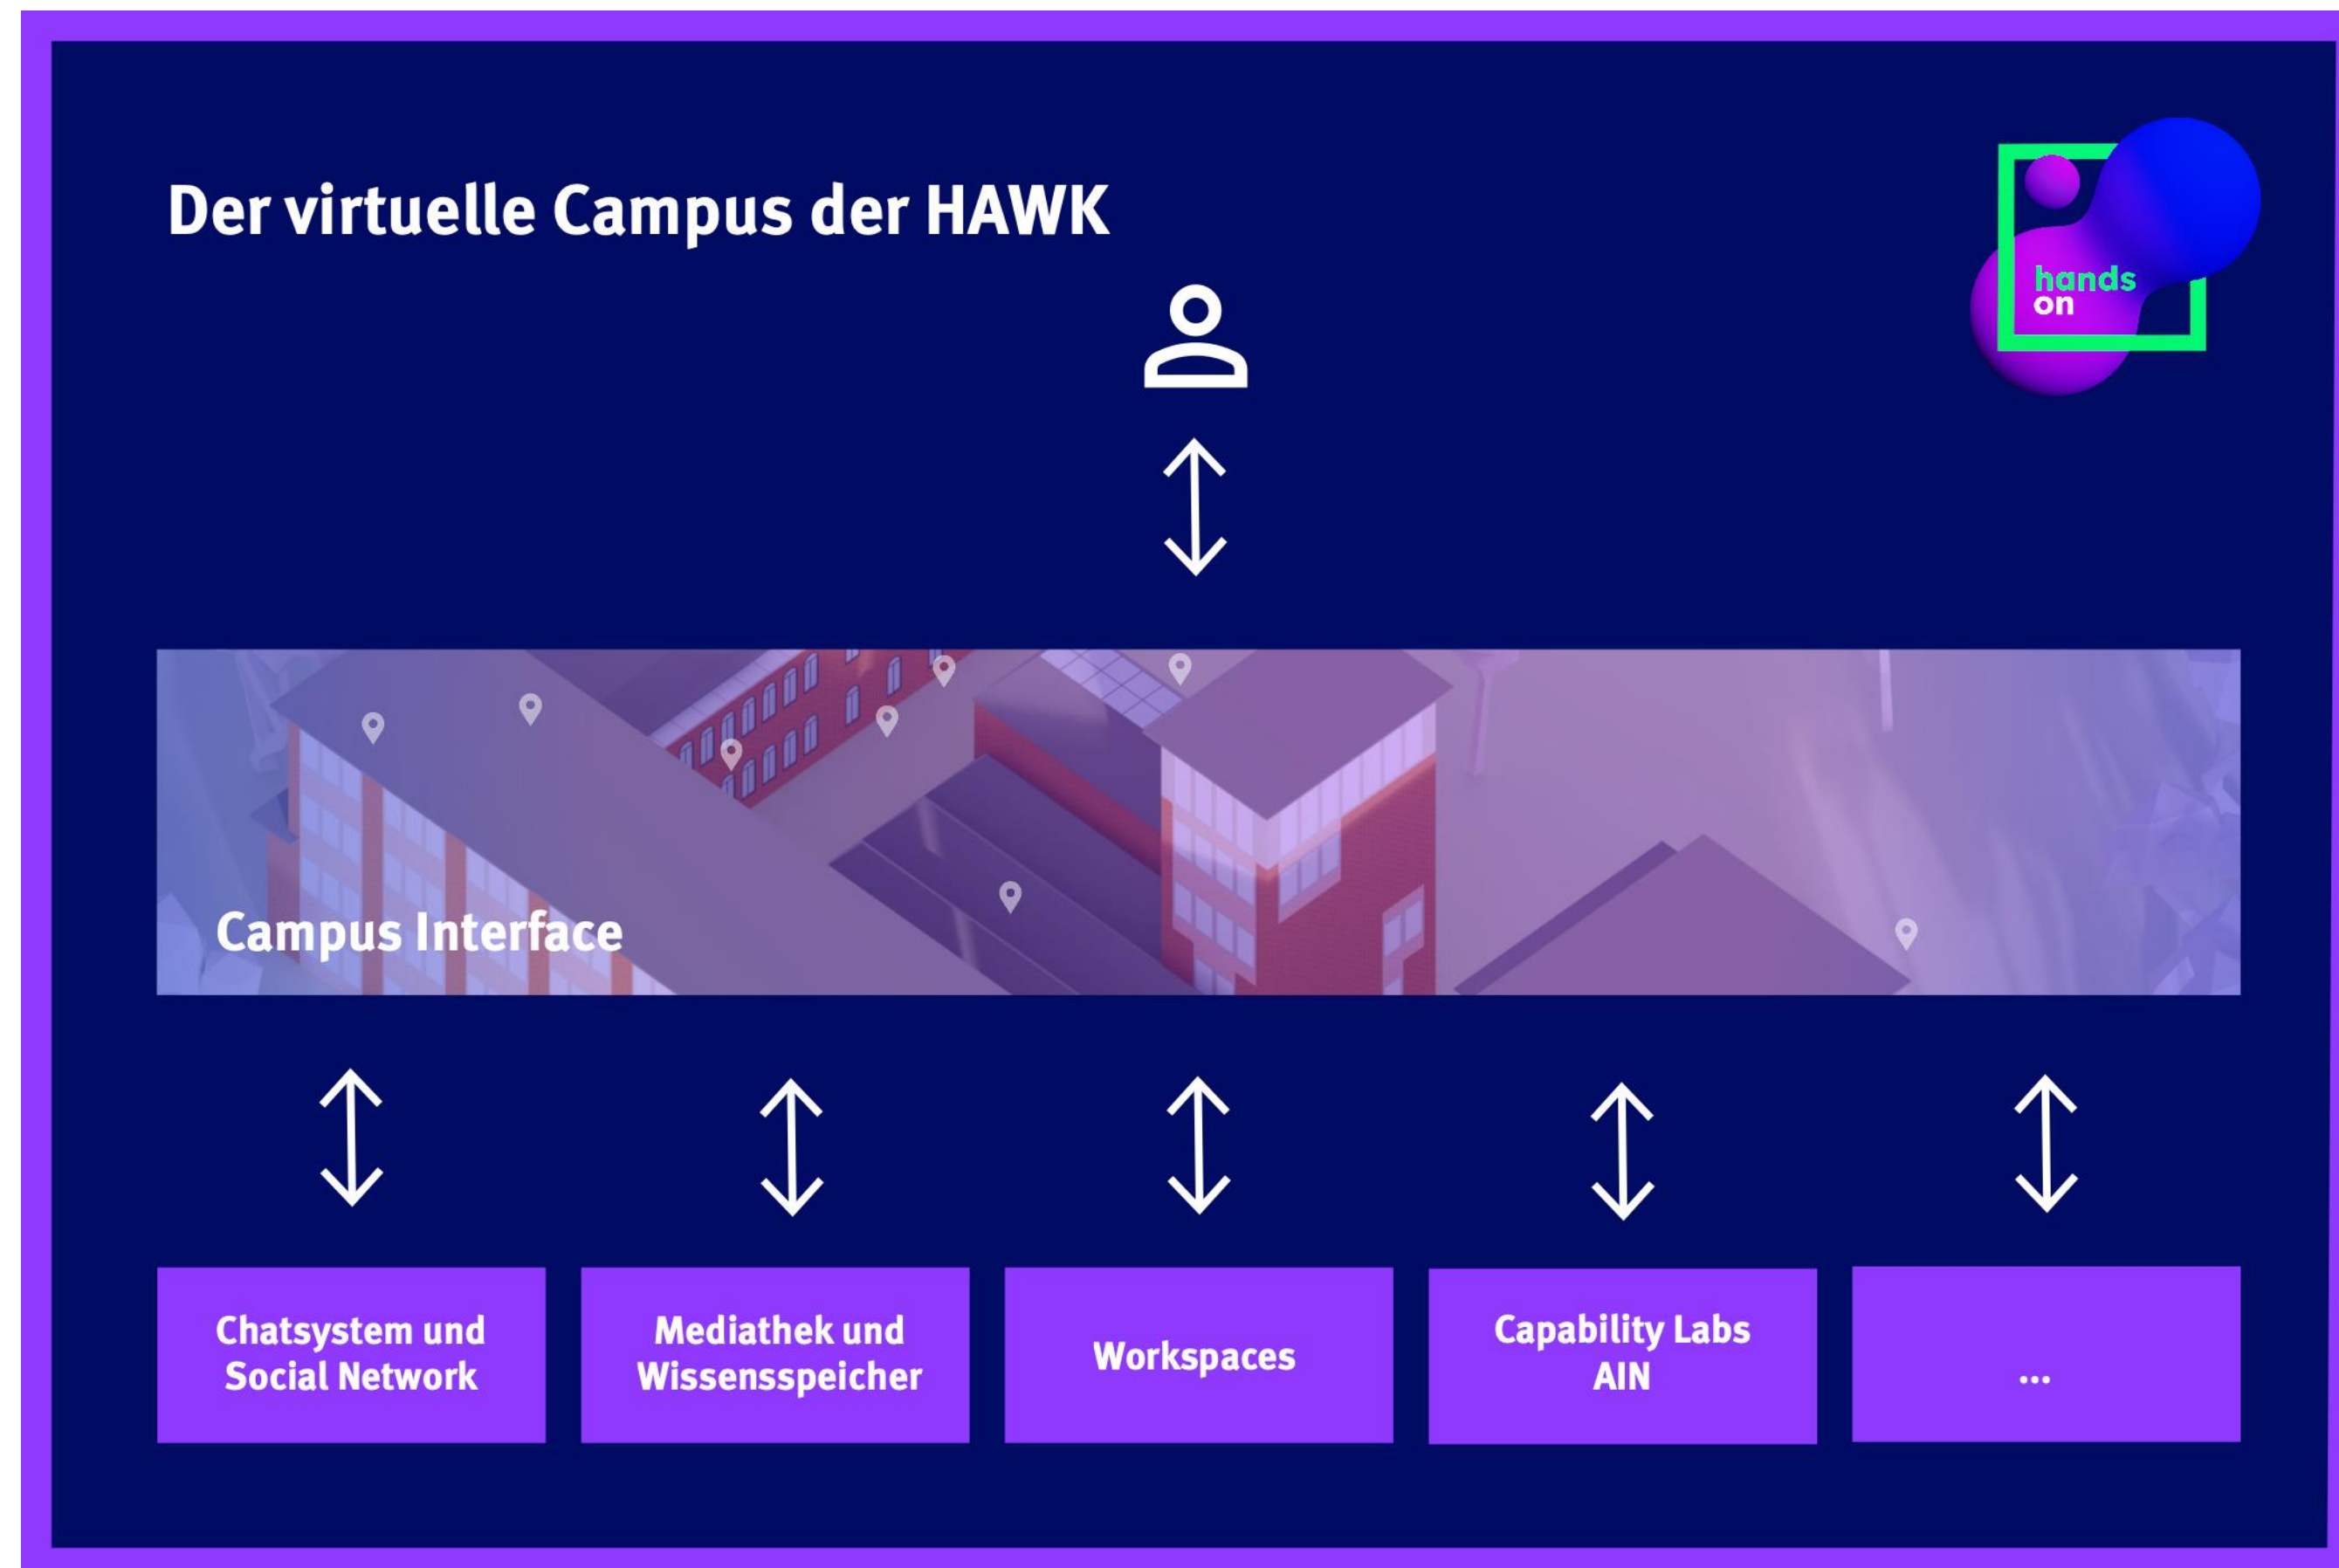 Der virtuelle Campus der HAWK
hands
on
Campus Interface
Chatsystem und
Social Network
Mediathek und
Wissensspeicher
Workspaces
Capability Labs
AIN
...